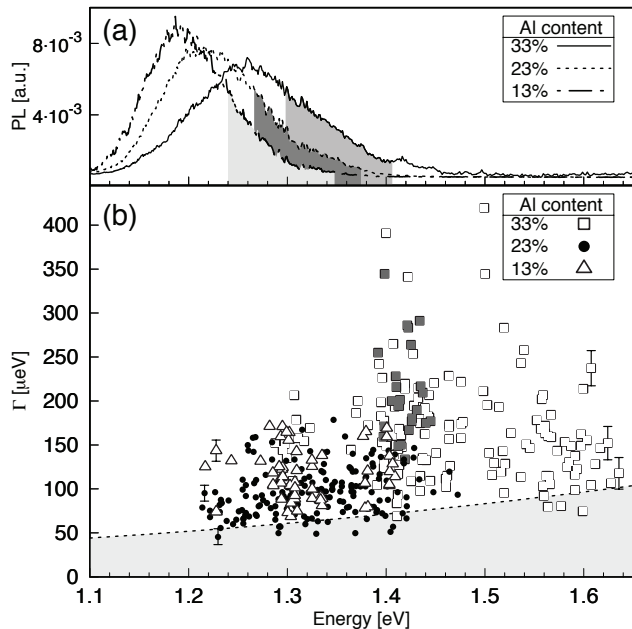 (a)
PL [a.u.]
8·10⁻³
4·10⁻³
Al content
33%
23%
13%
(b)
Al content
33%
23%
13%
Γ [µeV]
400
350
300
250
200
150
100
50
0
1.1 1.2 1.3 1.4 1.5 1.6
Energy [eV]